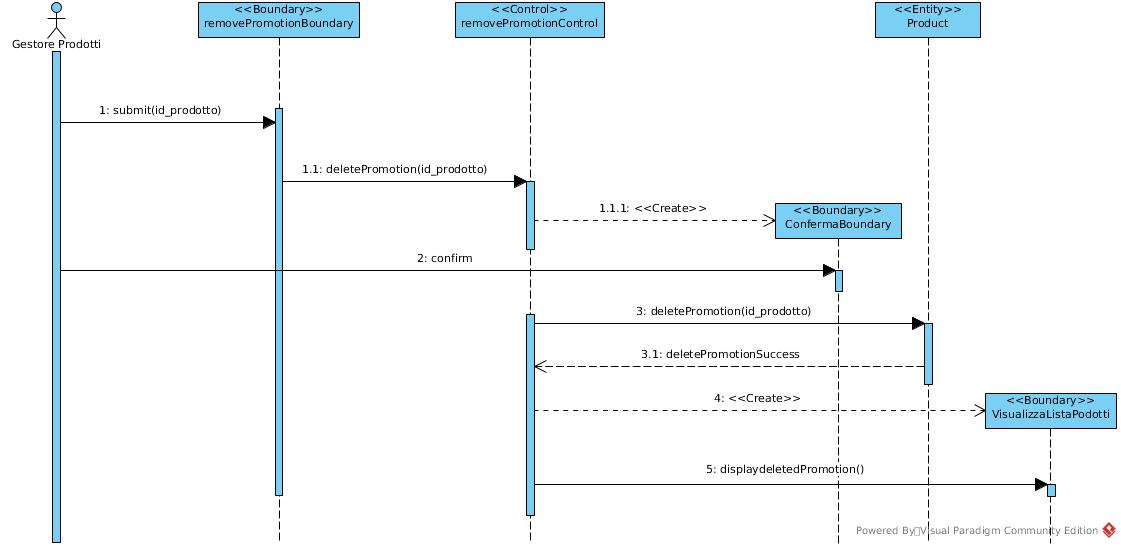 <<Boundary>>
removePromotionBoundary
<<Control>>
removePromotionControl
<<Entity>>
Product
Gestore Prodotti
1: submit(id_prodotto)
1.1: deletePromotion(id_prodotto)
1.1.1: <<Create>>
<<Boundary>>
ConfermaBoundary
2: confirm
3: deletePromotion(id_prodotto)
3.1: deletePromotionSuccess
4: <<Create>>
<<Boundary>>
VisualizzaListaPodotti
5: displaydeletedPromotion()
Powered By Visual Paradigm Community Edition